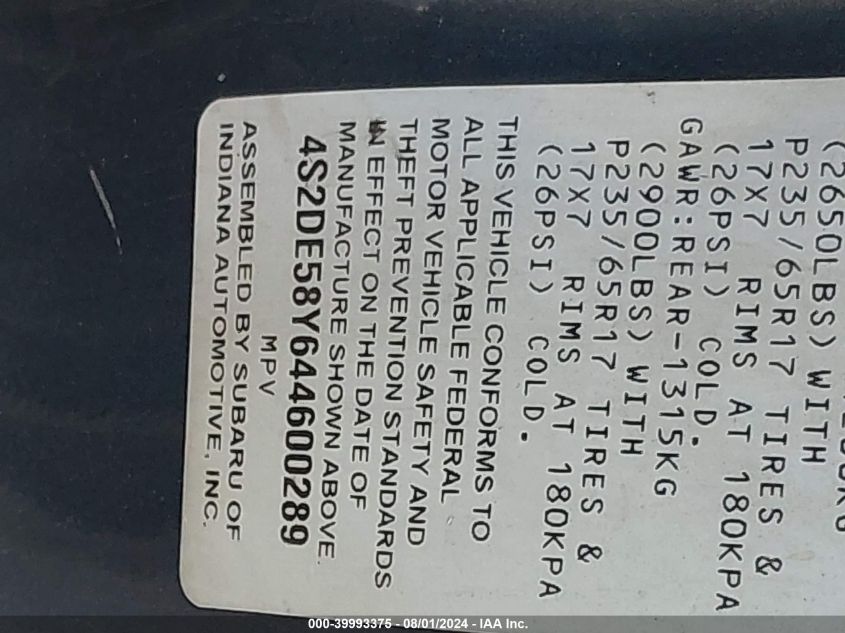 (2650LBS) WITH
P235/65R17 TIRES &
17X7 RIMS AT 180KPA
(26PSI) COLD.
GAWR:REAR-1315KG
(2900LBS) WITH
P235/65R17 TIRES &
17X7 RIMS AT 180KPA
(26PSI) COLD.
THIS VEHICLE CONFORMS TO
ALL APPLICABLE FEDERAL
MOTOR VEHICLE SAFETY AND
THEFT PREVENTION STANDARDS
IN EFFECT ON THE DATE OF
MANUFACTURE SHOWN ABOVE.
4S2DE58Y644600289
MPV
ASSEMBLED BY SUBARU OF
INDIANA AUTOMOTIVE, INC.
000-39993375 - 08/01/2024 - IAA Inc.